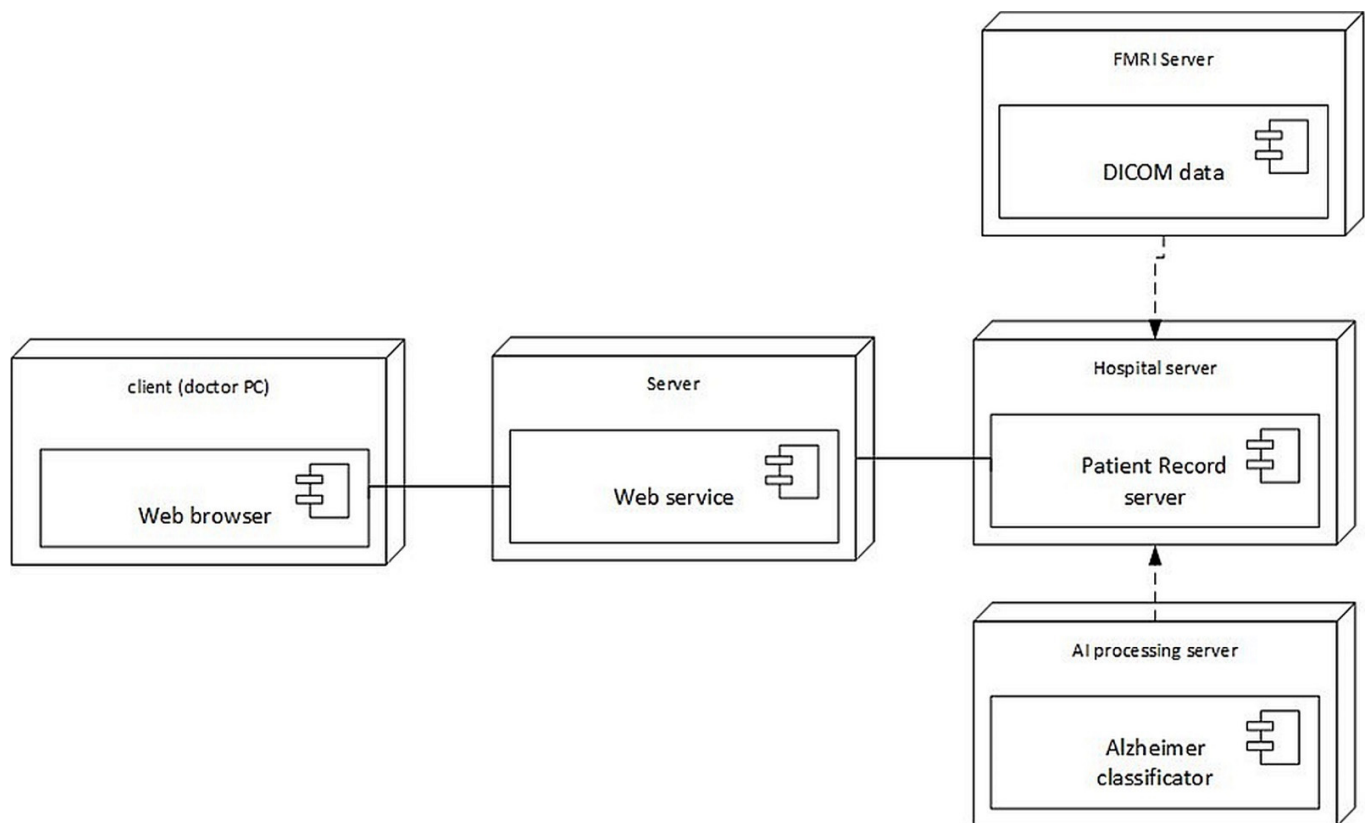 FMRI Server
DICOM data
client (doctor PC)
Web browser
Server
Web service
Hospital server
Patient Record
server
AI processing server
Alzheimer
classificator